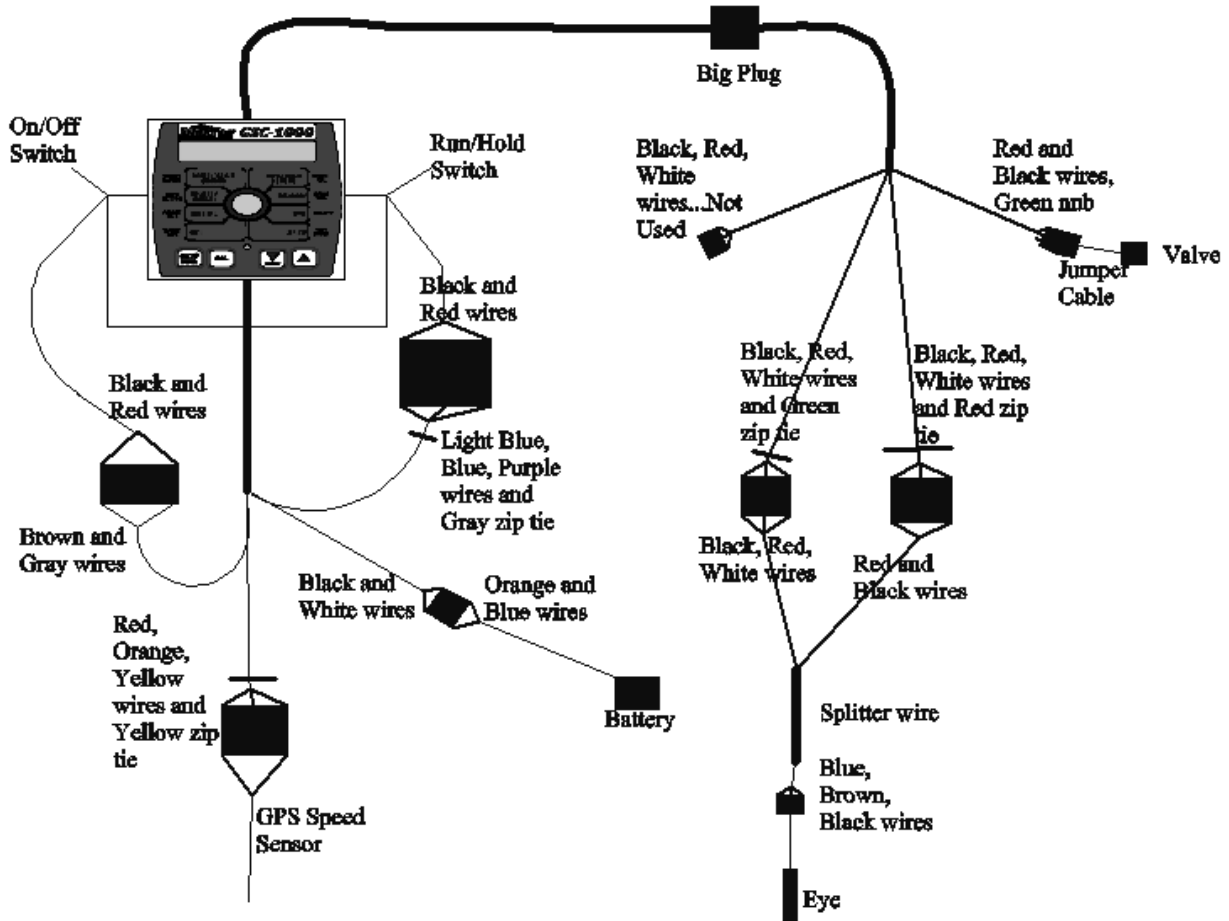 Big Plug
On/Off
Switch
CSC-1000
Run/Hold
Switch
Black, Red,
White
wires...Not
Used
Red and
Black wires,
Green nnb
Jumper
Cable
Valve
Black and
Red wires
Black and
Red wires
Light Blue,
Blue, Purple
wires and
Gray zip tie
Brown and
Gray wires
Black, Red,
White wires
and Green
zip tie
Black, Red,
White wires
and Red zip
tie
Black, Red,
White wires
Red and
Black wires
Black and
White wires
Orange and
Blue wires
Red,
Orange,
Yellow
wires and
Yellow zip
tie
Battery
Splitter wire
GPS Speed
Sensor
Blue,
Brown,
Black wires
Eye